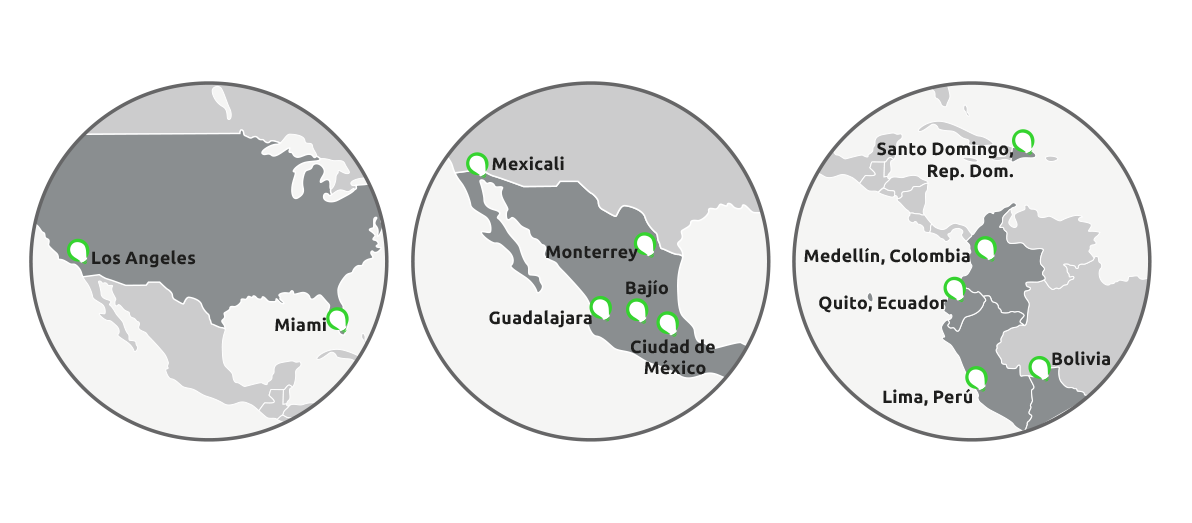 Los Angeles
Miami
Mexicali
Monterrey
Bajío
Guadalajara
Ciudad de
México
Santo Domingo,
Rep. Dom.
Medellín, Colombia
Quito, Ecuador
Bolivia
Lima, Perú